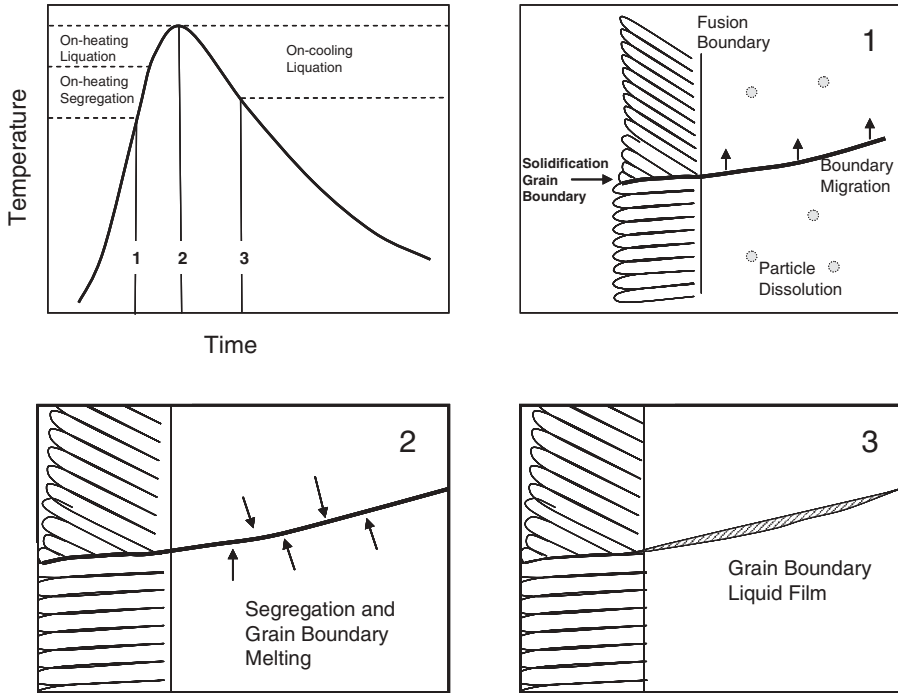 On-heating
Liquation
On-heating
Segregation
On-cooling
Liquation
Temperature
1
2
3
Time
Fusion
Boundary
1
Solidification
Grain
Boundary
Boundary
Migration
Particle
Dissolution
2
Segregation and
Grain Boundary
Melting
3
Grain Boundary
Liquid Film